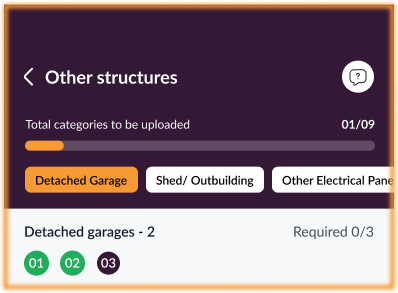 Other structures
?
Total categories to be uploaded 01/09
Detached Garage Shed/ Outbuilding Other Electrical Pane
Detached garages - 2 Required 0/3
01 02 03